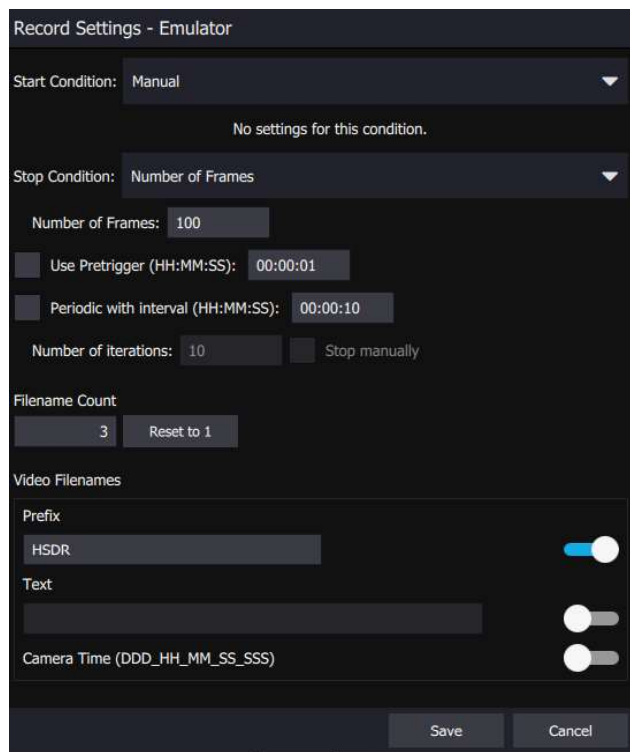 Record Settings - Emulator
Start Condition: Manual
No settings for this condition.
Stop Condition: Number of Frames
Number of Frames: 100
Use Pretrigger (HH:MM:SS): 00:00:01
Periodic with interval (HH:MM:SS): 00:00:10
Number of iterations: 10 Stop manually
Filename Count
3 Reset to 1
Video Filenames
Prefix
HSDR
Text
Camera Time (DDD_HH_MM_SS_SSS)
Save Cancel